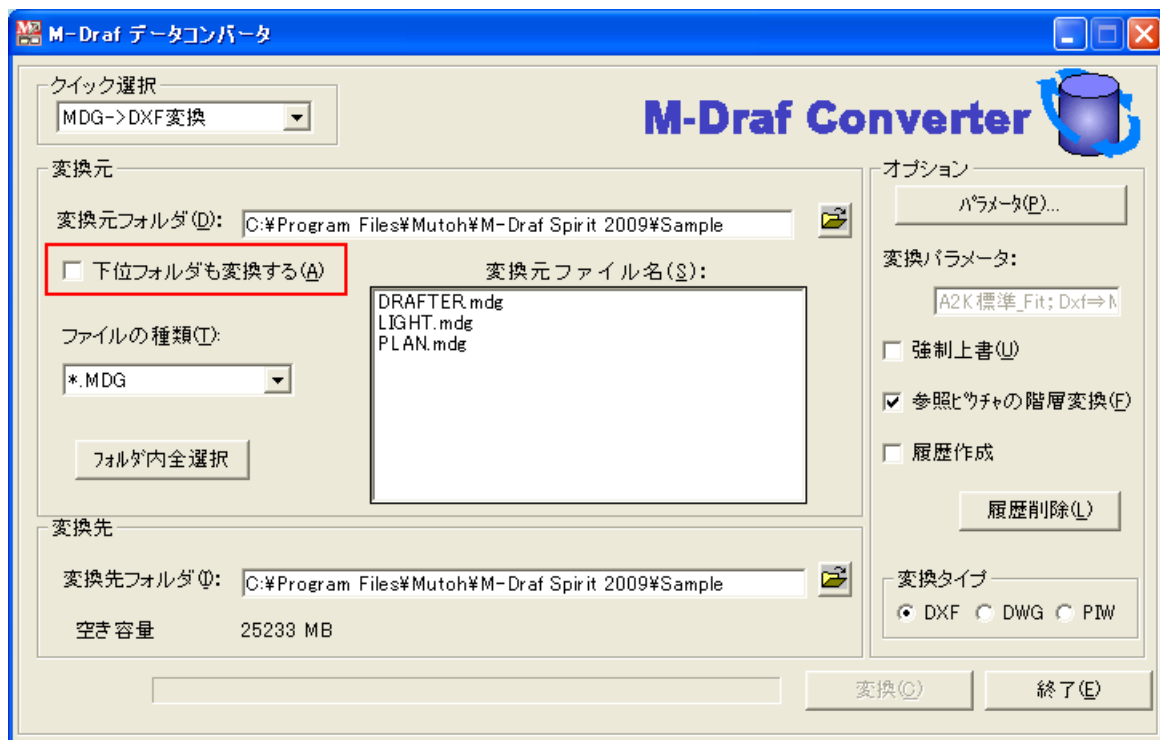 M-Draf データコンバータ
クイック選択
MDG->DXF変換
M-Draf Converter
変換元
変換元フォルダ(D):
C:¥Program Files¥Mutoh¥M-Draf Spirit 2009¥Sample
下位フォルダも変換する(A)
変換元ファイル名(S):
DRAFTER.mdg
LIGHT.mdg
PLAN.mdg
ファイルの種類(T):
*.MDG
フォルダ内全選択
変換先
変換先フォルダ(I):
C:¥Program Files¥Mutoh¥M-Draf Spirit 2009¥Sample
空き容量 25233 MB
オプション
パラメータ(P)...
変換パラメータ:
A2K標準_Fit; Dxf⇒M
強制上書(U)
参照ピクチャの階層変換(F)
履歴作成
履歴削除(L)
変換タイプ
DXF DWG PIW
変換(C) 終了(E)